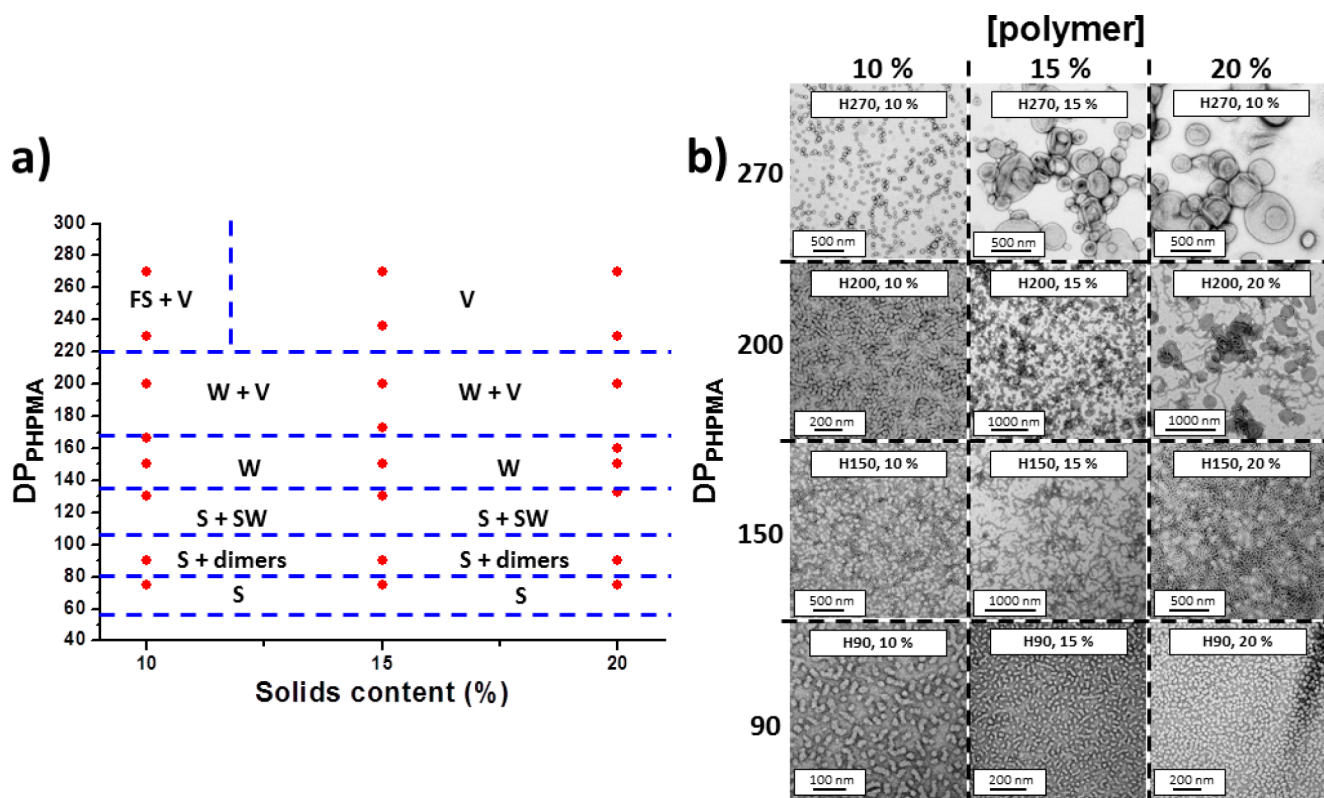 a)
300
280
260
240
220
200
180
160
140
120
100
80
60
40
DP_PHPMA
FS + V
V
W + V
W + V
W
W
S + SW
S + SW
S + dimers
S + dimers
S
S
10
15
20
Solids content (%)
b)
[polymer]
10 %
15 %
20 %
DP_PHPMA
270
H270, 10 %
H270, 15 %
H270, 10 %
500 nm
500 nm
500 nm
200
H200, 10 %
H200, 15 %
H200, 20 %
200 nm
1000 nm
1000 nm
150
H150, 10 %
H150, 15 %
H150, 20 %
500 nm
1000 nm
500 nm
90
H90, 10 %
H90, 15 %
H90, 20 %
100 nm
200 nm
200 nm